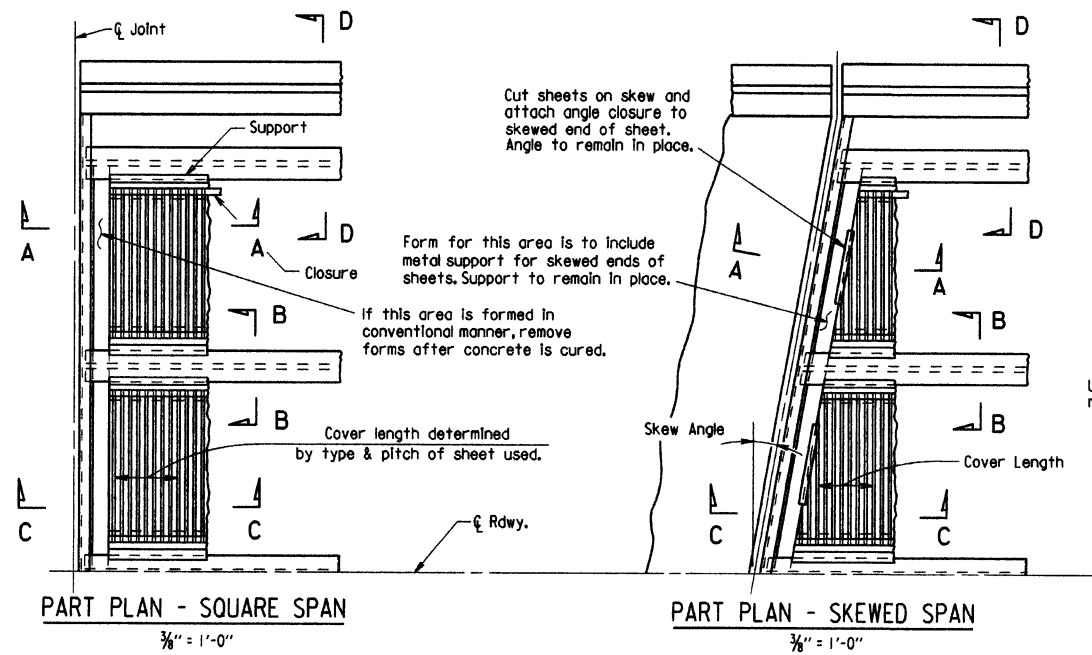 ℄ Joint
D
D
Support
Cut sheets on skew and
attach angle closure to
skewed end of sheet.
Angle to remain in place.
A
A
D
Closure
Form for this area is to include
metal support for skewed ends of
sheets. Support to remain in place.
A
A
D
If this area is formed in
conventional manner, remove
forms after concrete is cured.
B
B
B
B
Cover length determined
by type & pitch of sheet used.
Skew Angle
Cover Length
C
C
C
C
℄ Rdwy.
PART PLAN - SQUARE SPAN
3/8" = 1'-0"
PART PLAN - SKEWED SPAN
3/8" = 1'-0"